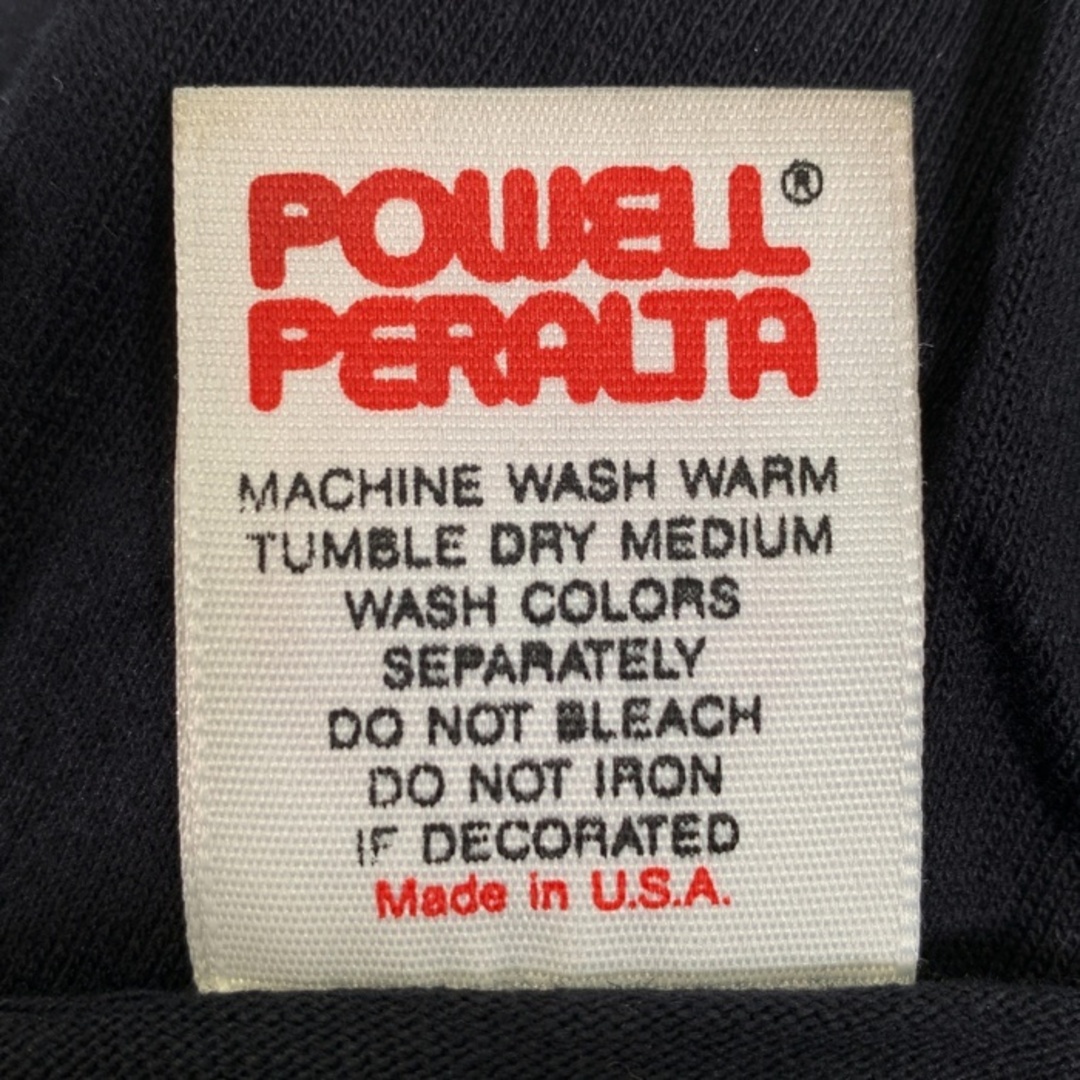 POWELL®
PERALTA
MACHINE WASH WARM
TUMBLE DRY MEDIUM
WASH COLORS
SEPARATELY
DO NOT BLEACH
DO NOT IRON
IF DECORATED
Made in U.S.A.